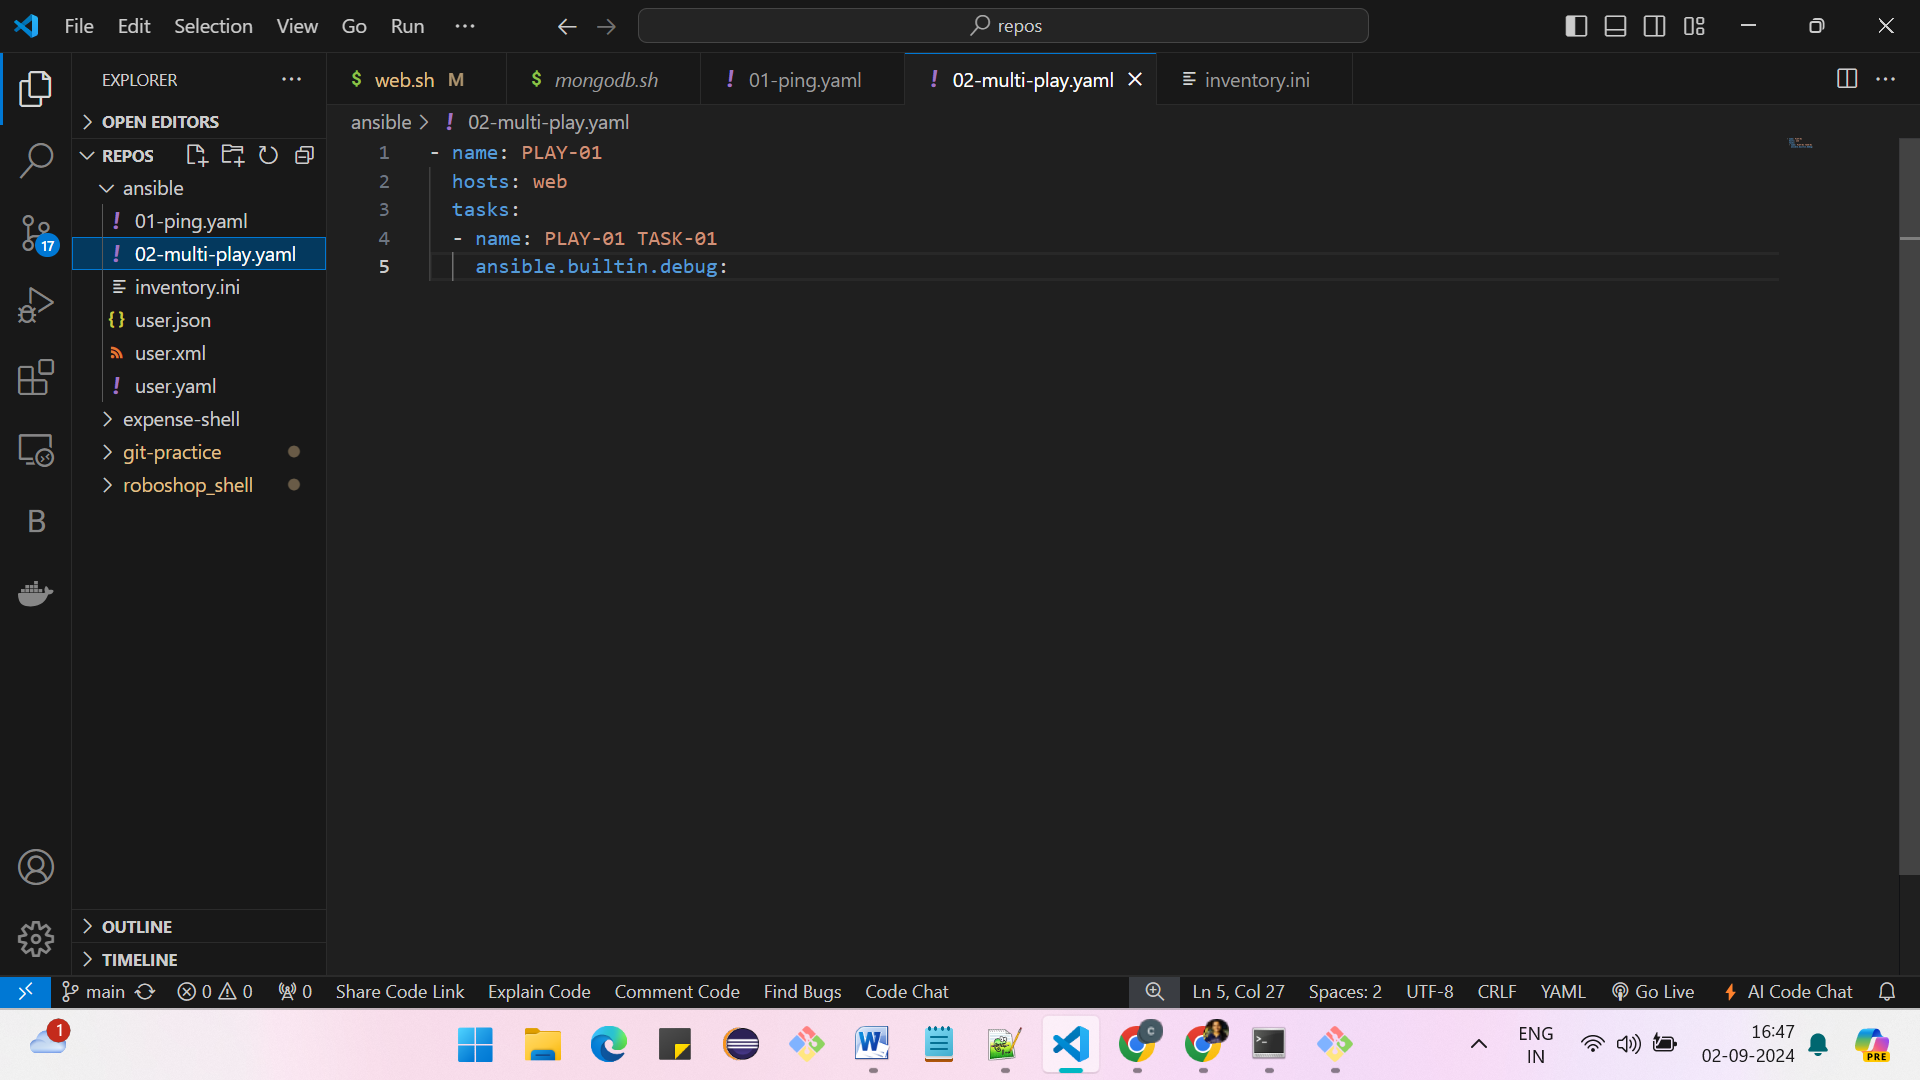 File Edit Selection View Go Run ···
repos
EXPLORER ···
OPEN EDITORS
REPOS
ansible
01-ping.yaml
02-multi-play.yaml
inventory.ini
user.json
user.xml
user.yaml
expense-shell
git-practice
roboshop_shell
OUTLINE
TIMELINE
17
B
$ web.sh M
$ mongodb.sh
! 01-ping.yaml
! 02-multi-play.yaml
inventory.ini
ansible > ! 02-multi-play.yaml
1 - name: PLAY-01
2 hosts: web
3 tasks:
4 - name: PLAY-01 TASK-01
5 ansible.builtin.debug:
main 0 0 0 Share Code Link Explain Code Comment Code Find Bugs Code Chat Ln 5, Col 27 Spaces: 2 UTF-8 CRLF YAML Go Live AI Code Chat
1
W
C
ENG
IN
16:47
02-09-2024
PRE